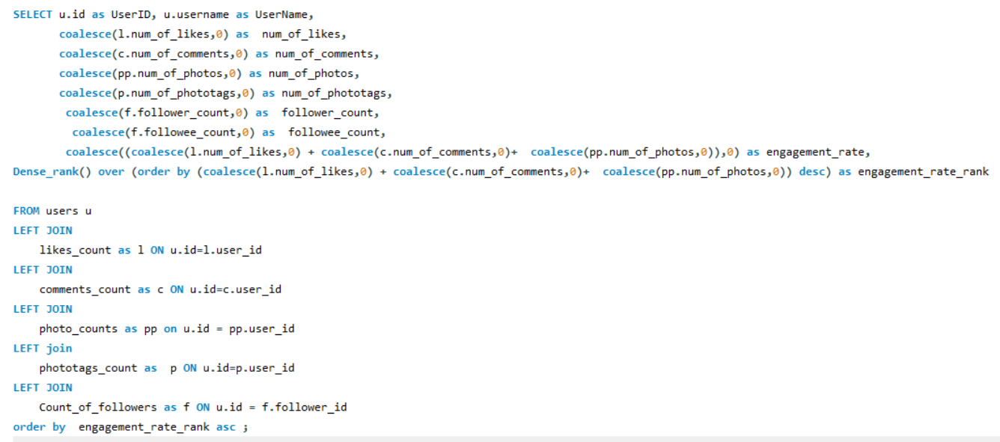 SELECT u.id as UserID, u.username as UserName,
coalesce(l.num_of_likes,0) as  num_of_likes,
coalesce(c.num_of_comments,0) as num_of_comments,
coalesce(pp.num_of_photos,0) as num_of_photos,
coalesce(p.num_of_phototags,0) as num_of_phototags,
coalesce(f.follower_count,0) as  follower_count,
coalesce(f.followee_count,0) as  followee_count,
coalesce((coalesce(l.num_of_likes,0) + coalesce(c.num_of_comments,0)+  coalesce(pp.num_of_photos,0)),0) as engagement_rate,
Dense_rank() over (order by (coalesce(l.num_of_likes,0) + coalesce(c.num_of_comments,0)+  coalesce(pp.num_of_photos,0)) desc) as engagement_rate_rank
FROM users u
LEFT JOIN
likes_count as l ON u.id=l.user_id
LEFT JOIN
comments_count as c ON u.id=c.user_id
LEFT JOIN
photo_counts as pp on u.id = pp.user_id
LEFT join
phototags_count as  p ON u.id=p.user_id
LEFT JOIN
Count_of_followers as f ON u.id = f.follower_id
order by  engagement_rate_rank asc ;